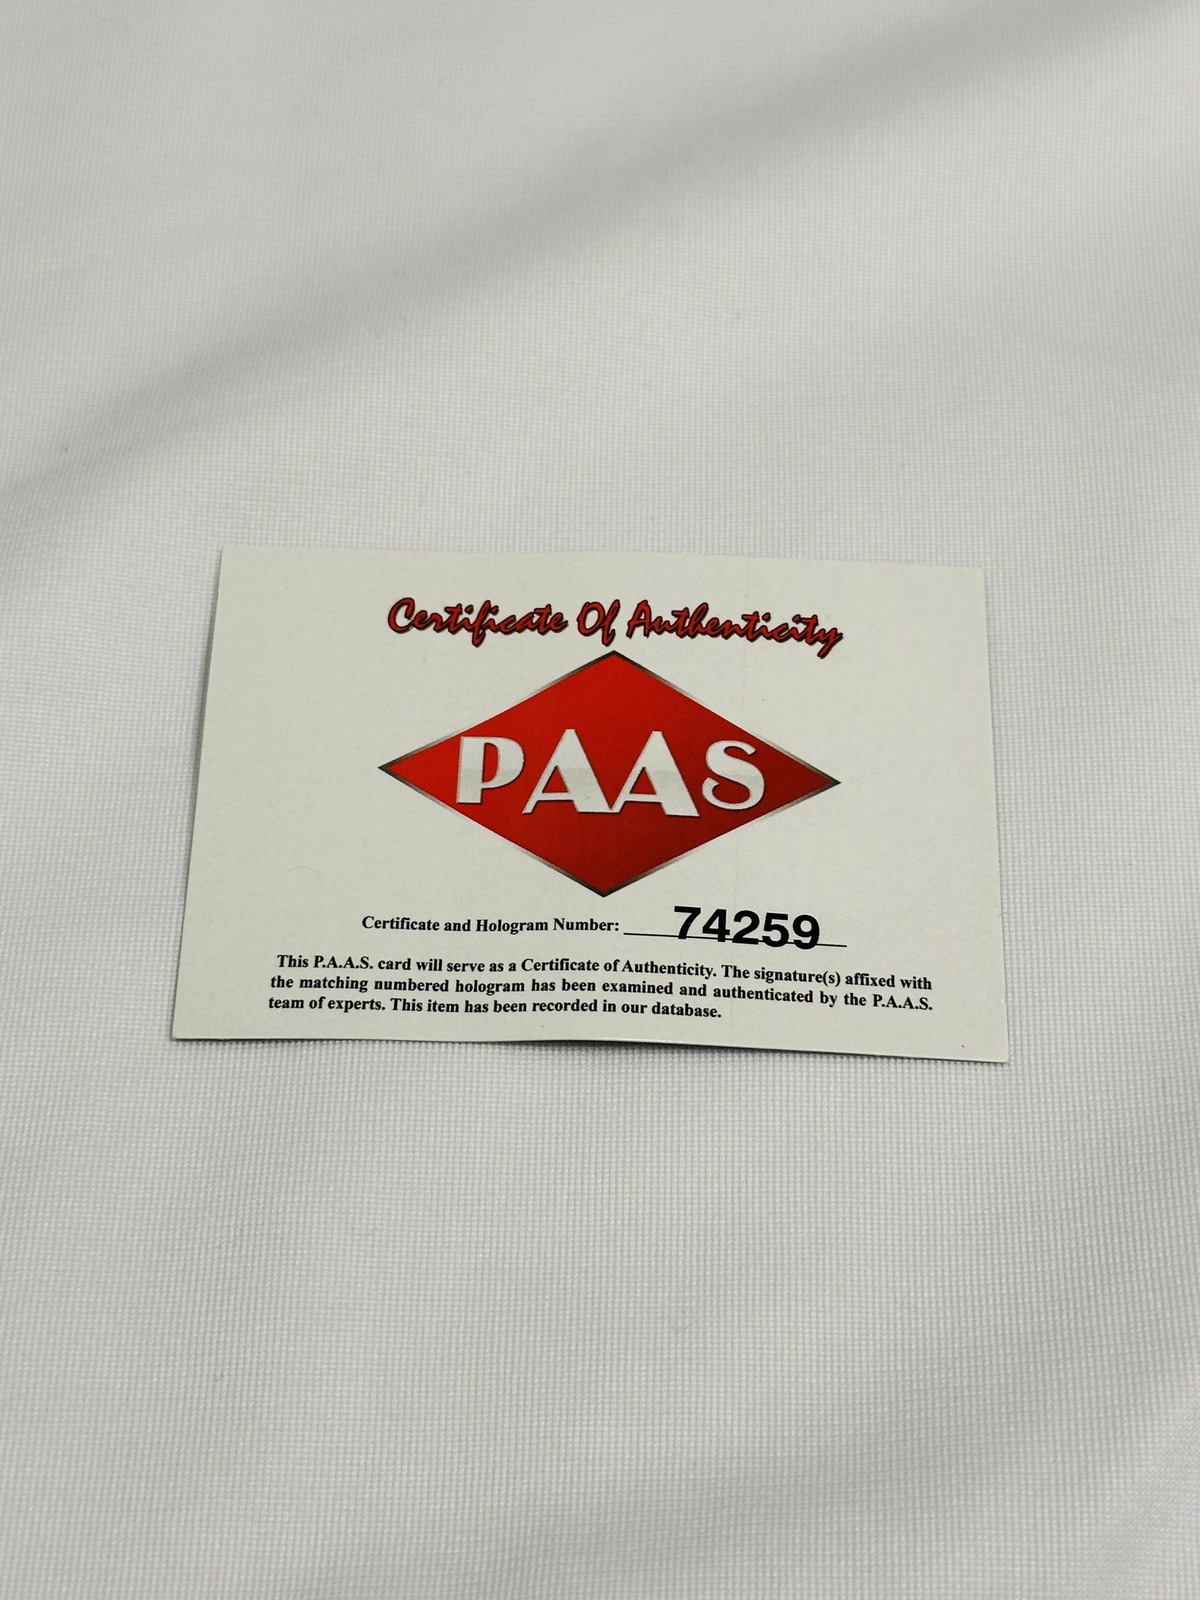 Certificate Of Authenticity
PAAS
Certificate and Hologram Number: 74259
This P.A.A.S. card will serve as a Certificate of Authenticity. The signature(s) affixed with
the matching numbered hologram has been examined and authenticated by the P.A.A.S.
team of experts. This item has been recorded in our database.